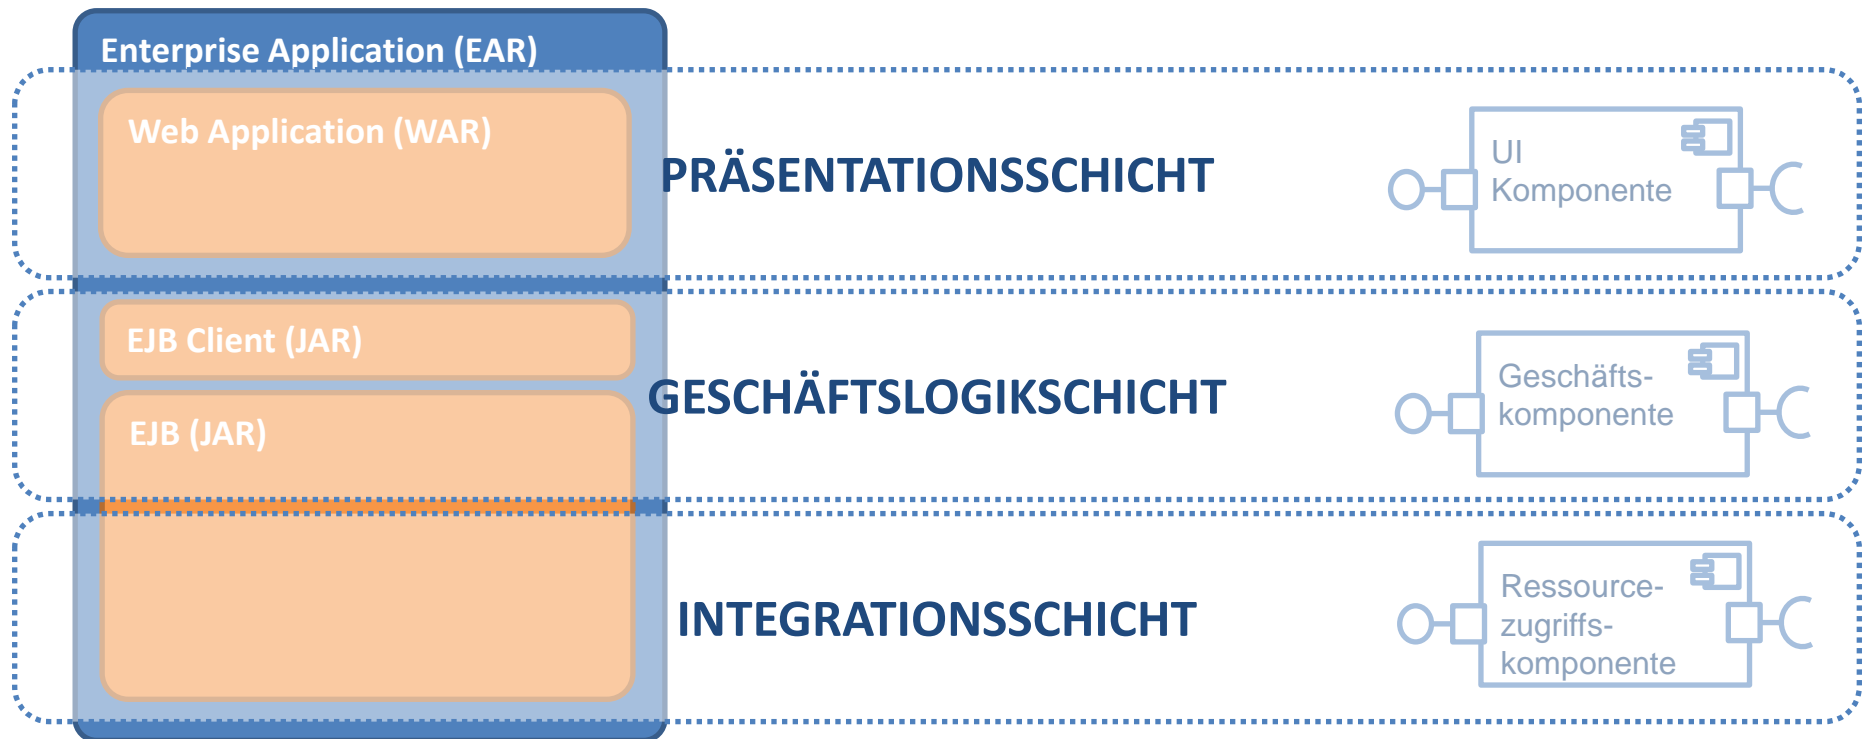 Enterprise Application (EAR)
Web Application (WAR)
PRÄSENTATIONSSCHICHT
UI
Komponente
EJB Client (JAR)
EJB (JAR)
GESCHÄFTSLOGIKSCHICHT
Geschäfts-
komponente
INTEGRATIONSSCHICHT
Ressource-
zugriffs-
komponente